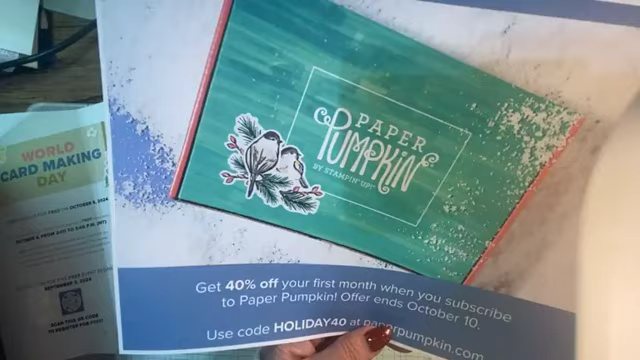 WORLD
CARD MAKING
DAY
PAPER
PUMPKIN
BY STAMPIN' UP!
Get 40% off your first month when you subscribe
to Paper Pumpkin! Offer ends October 10.
Use code HOLIDAY40 at paperpumpkin.com